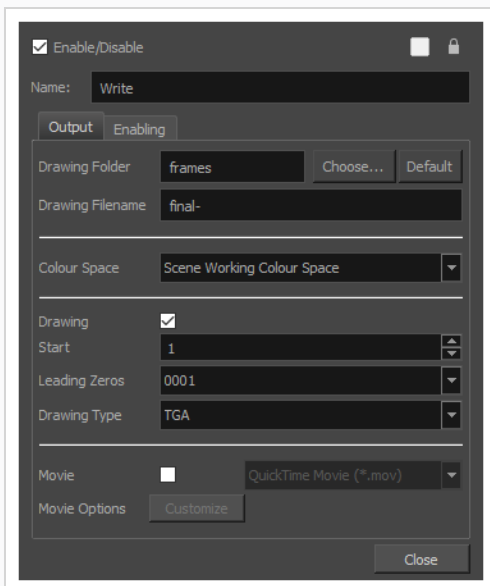 Enable/Disable
Name: Write
Output Enabling
Drawing Folder frames Choose... Default
Drawing Filename final-
Colour Space Scene Working Colour Space
Drawing
Start 1
Leading Zeros 0001
Drawing Type TGA
Movie QuickTime Movie (*.mov)
Movie Options Customize
Close